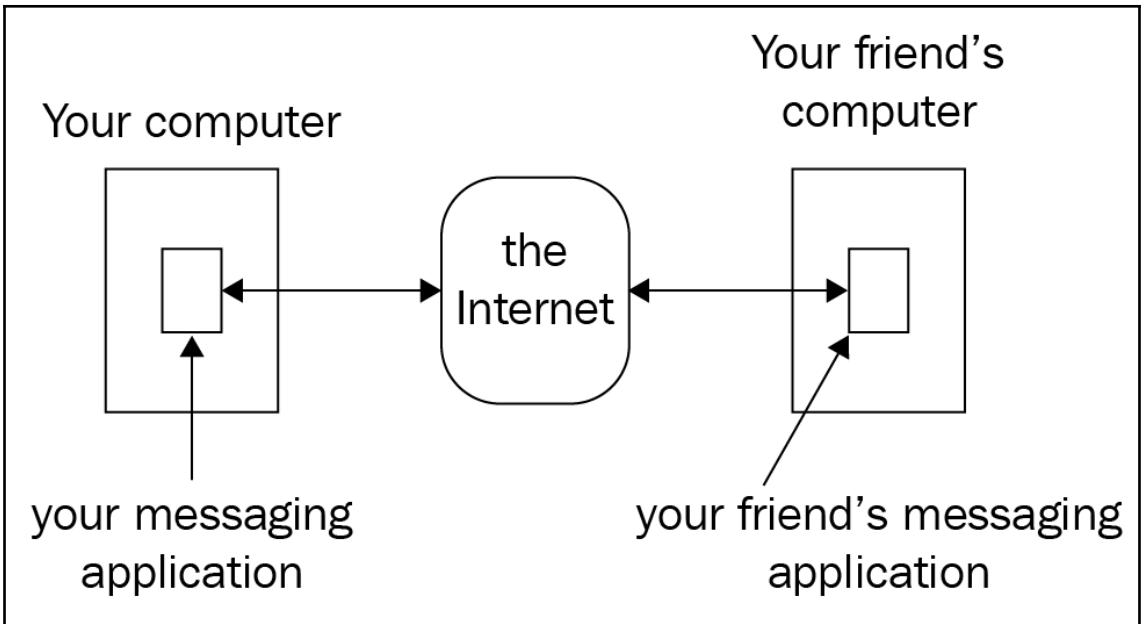 Your computer
Your friend’s
computer
the
Internet
your messaging
application
your friend’s messaging
application